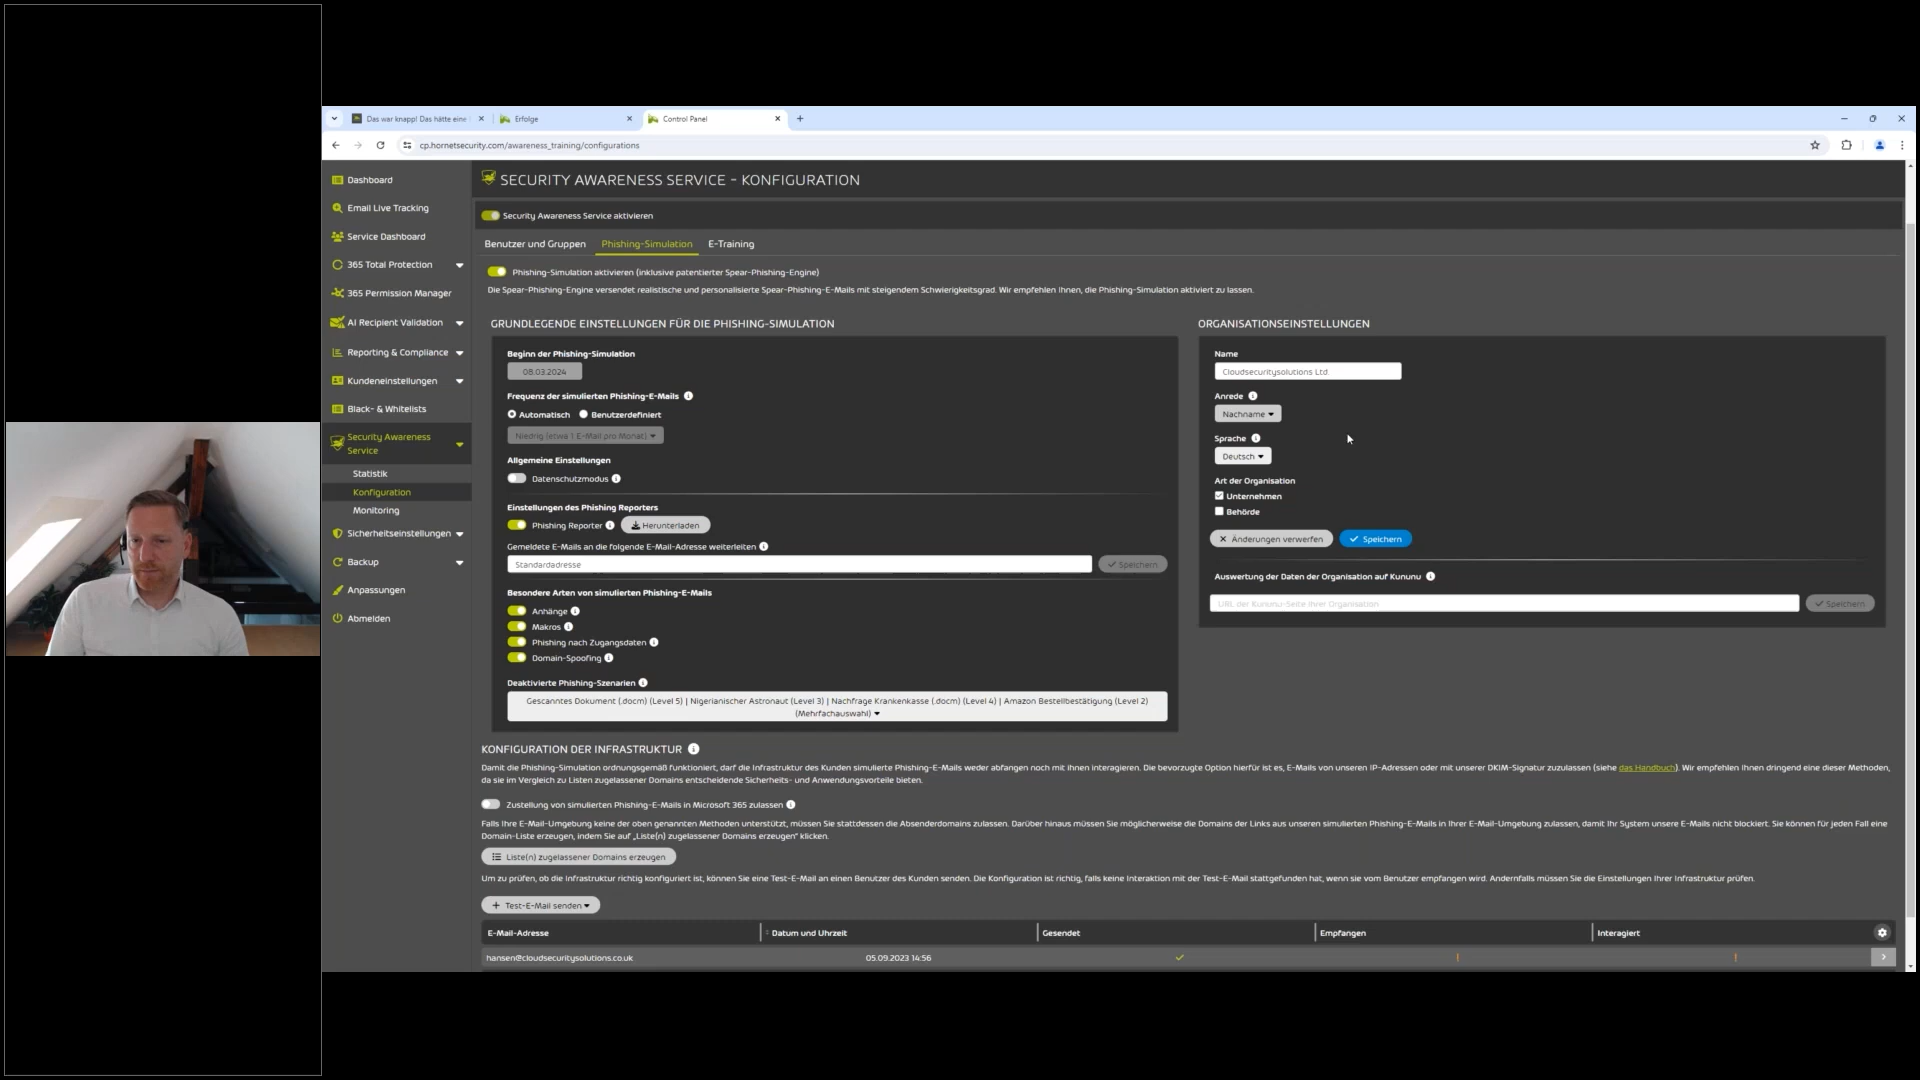 Das war knapp! Das hätte eine
Erfolge
Control Panel
cp.hornetsecurity.com/awareness_training/configurations
Dashboard
Email Live Tracking
Service Dashboard
365 Total Protection
365 Permission Manager
AI Recipient Validation
Reporting & Compliance
Kundeneinstellungen
Black- & Whitelists
Security Awareness
Service
Statistik
Konfiguration
Monitoring
Sicherheitseinstellungen
Backup
Anpassungen
Abmelden
SECURITY AWARENESS SERVICE - KONFIGURATION
Security Awareness Service aktivieren
Benutzer und Gruppen
Phishing-Simulation
E-Training
Phishing-Simulation aktivieren (inklusive patentierter Spear-Phishing-Engine)
Die Spear-Phishing-Engine versendet realistische und personalisierte Spear-Phishing-E-Mails mit steigendem Schwierigkeitsgrad. Wir empfehlen Ihnen, die Phishing-Simulation aktiviert zu lassen.
GRUNDLEGENDE EINSTELLUNGEN FÜR DIE PHISHING-SIMULATION
Beginn der Phishing-Simulation
08.03.2024
Frequenz der simulierten Phishing-E-Mails
Automatisch
Benutzerdefiniert
Niedrig (etwa 1 E-Mail pro Monat)
Allgemeine Einstellungen
Datenschutzmodus
Einstellungen des Phishing Reporters
Phishing Reporter
Herunterladen
Gemeldete E-Mails an die folgende E-Mail-Adresse weiterleiten
Standardadresse
Speichern
Besondere Arten von simulierten Phishing-E-Mails
Anhänge
Makros
Phishing nach Zugangsdaten
Domain-Spoofing
Deaktivierte Phishing-Szenarien
Gescanntes Dokument (.docm) (Level 5) | Nigerianischer Astronaut (Level 3) | Nachfrage Krankenkasse (.docm) (Level 4) | Amazon Bestellbestätigung (Level 2)
(Mehrfachauswahl)
ORGANISATIONSEINSTELLUNGEN
Name
Cloudsecuritysolutions Ltd.
Anrede
Nachname
Sprache
Deutsch
Art der Organisation
Unternehmen
Behörde
Änderungen verwerfen
Speichern
Auswertung der Daten der Organisation auf Kununu
URL der Kununu-Seite Ihrer Organisation
Speichern
KONFIGURATION DER INFRASTRUKTUR
Damit die Phishing-Simulation ordnungsgemäß funktioniert, darf die Infrastruktur des Kunden simulierte Phishing-E-Mails weder abfangen noch mit ihnen interagieren. Die bevorzugte Option hierfür ist es, E-Mails von unseren IP-Adressen oder mit unserer DKIM-Signatur zuzulassen (siehe das Handbuch). Wir empfehlen Ihnen dringend eine dieser Methoden,
da sie im Vergleich zu Listen zugelassener Domains entscheidende Sicherheits- und Anwendungsvorteile bieten.
Zustellung von simulierten Phishing-E-Mails in Microsoft 365 zulassen
Falls Ihre E-Mail-Umgebung keine der oben genannten Methoden unterstützt, müssen Sie stattdessen die Absenderdomains zulassen. Darüber hinaus müssen Sie möglicherweise die Domains der Links aus unseren simulierten Phishing-E-Mails in Ihrer E-Mail-Umgebung zulassen, damit Ihr System unsere E-Mails nicht blockiert. Sie können für jeden Fall eine
Domain-Liste erzeugen, indem Sie auf „Liste(n) zugelassener Domains erzeugen" klicken.
Liste(n) zugelassener Domains erzeugen
Um zu prüfen, ob die Infrastruktur richtig konfiguriert ist, können Sie eine Test-E-Mail an einen Benutzer des Kunden senden. Die Konfiguration ist richtig, falls keine Interaktion mit der Test-E-Mail stattgefunden hat, wenn sie vom Benutzer empfangen wird. Andernfalls müssen Sie die Einstellungen Ihrer Infrastruktur prüfen.
Test-E-Mail senden
E-Mail-Adresse
Datum und Uhrzeit
Gesendet
Empfangen
Interagiert
hansen@cloudsecuritysolutions.co.uk
05.09.2023 14:56